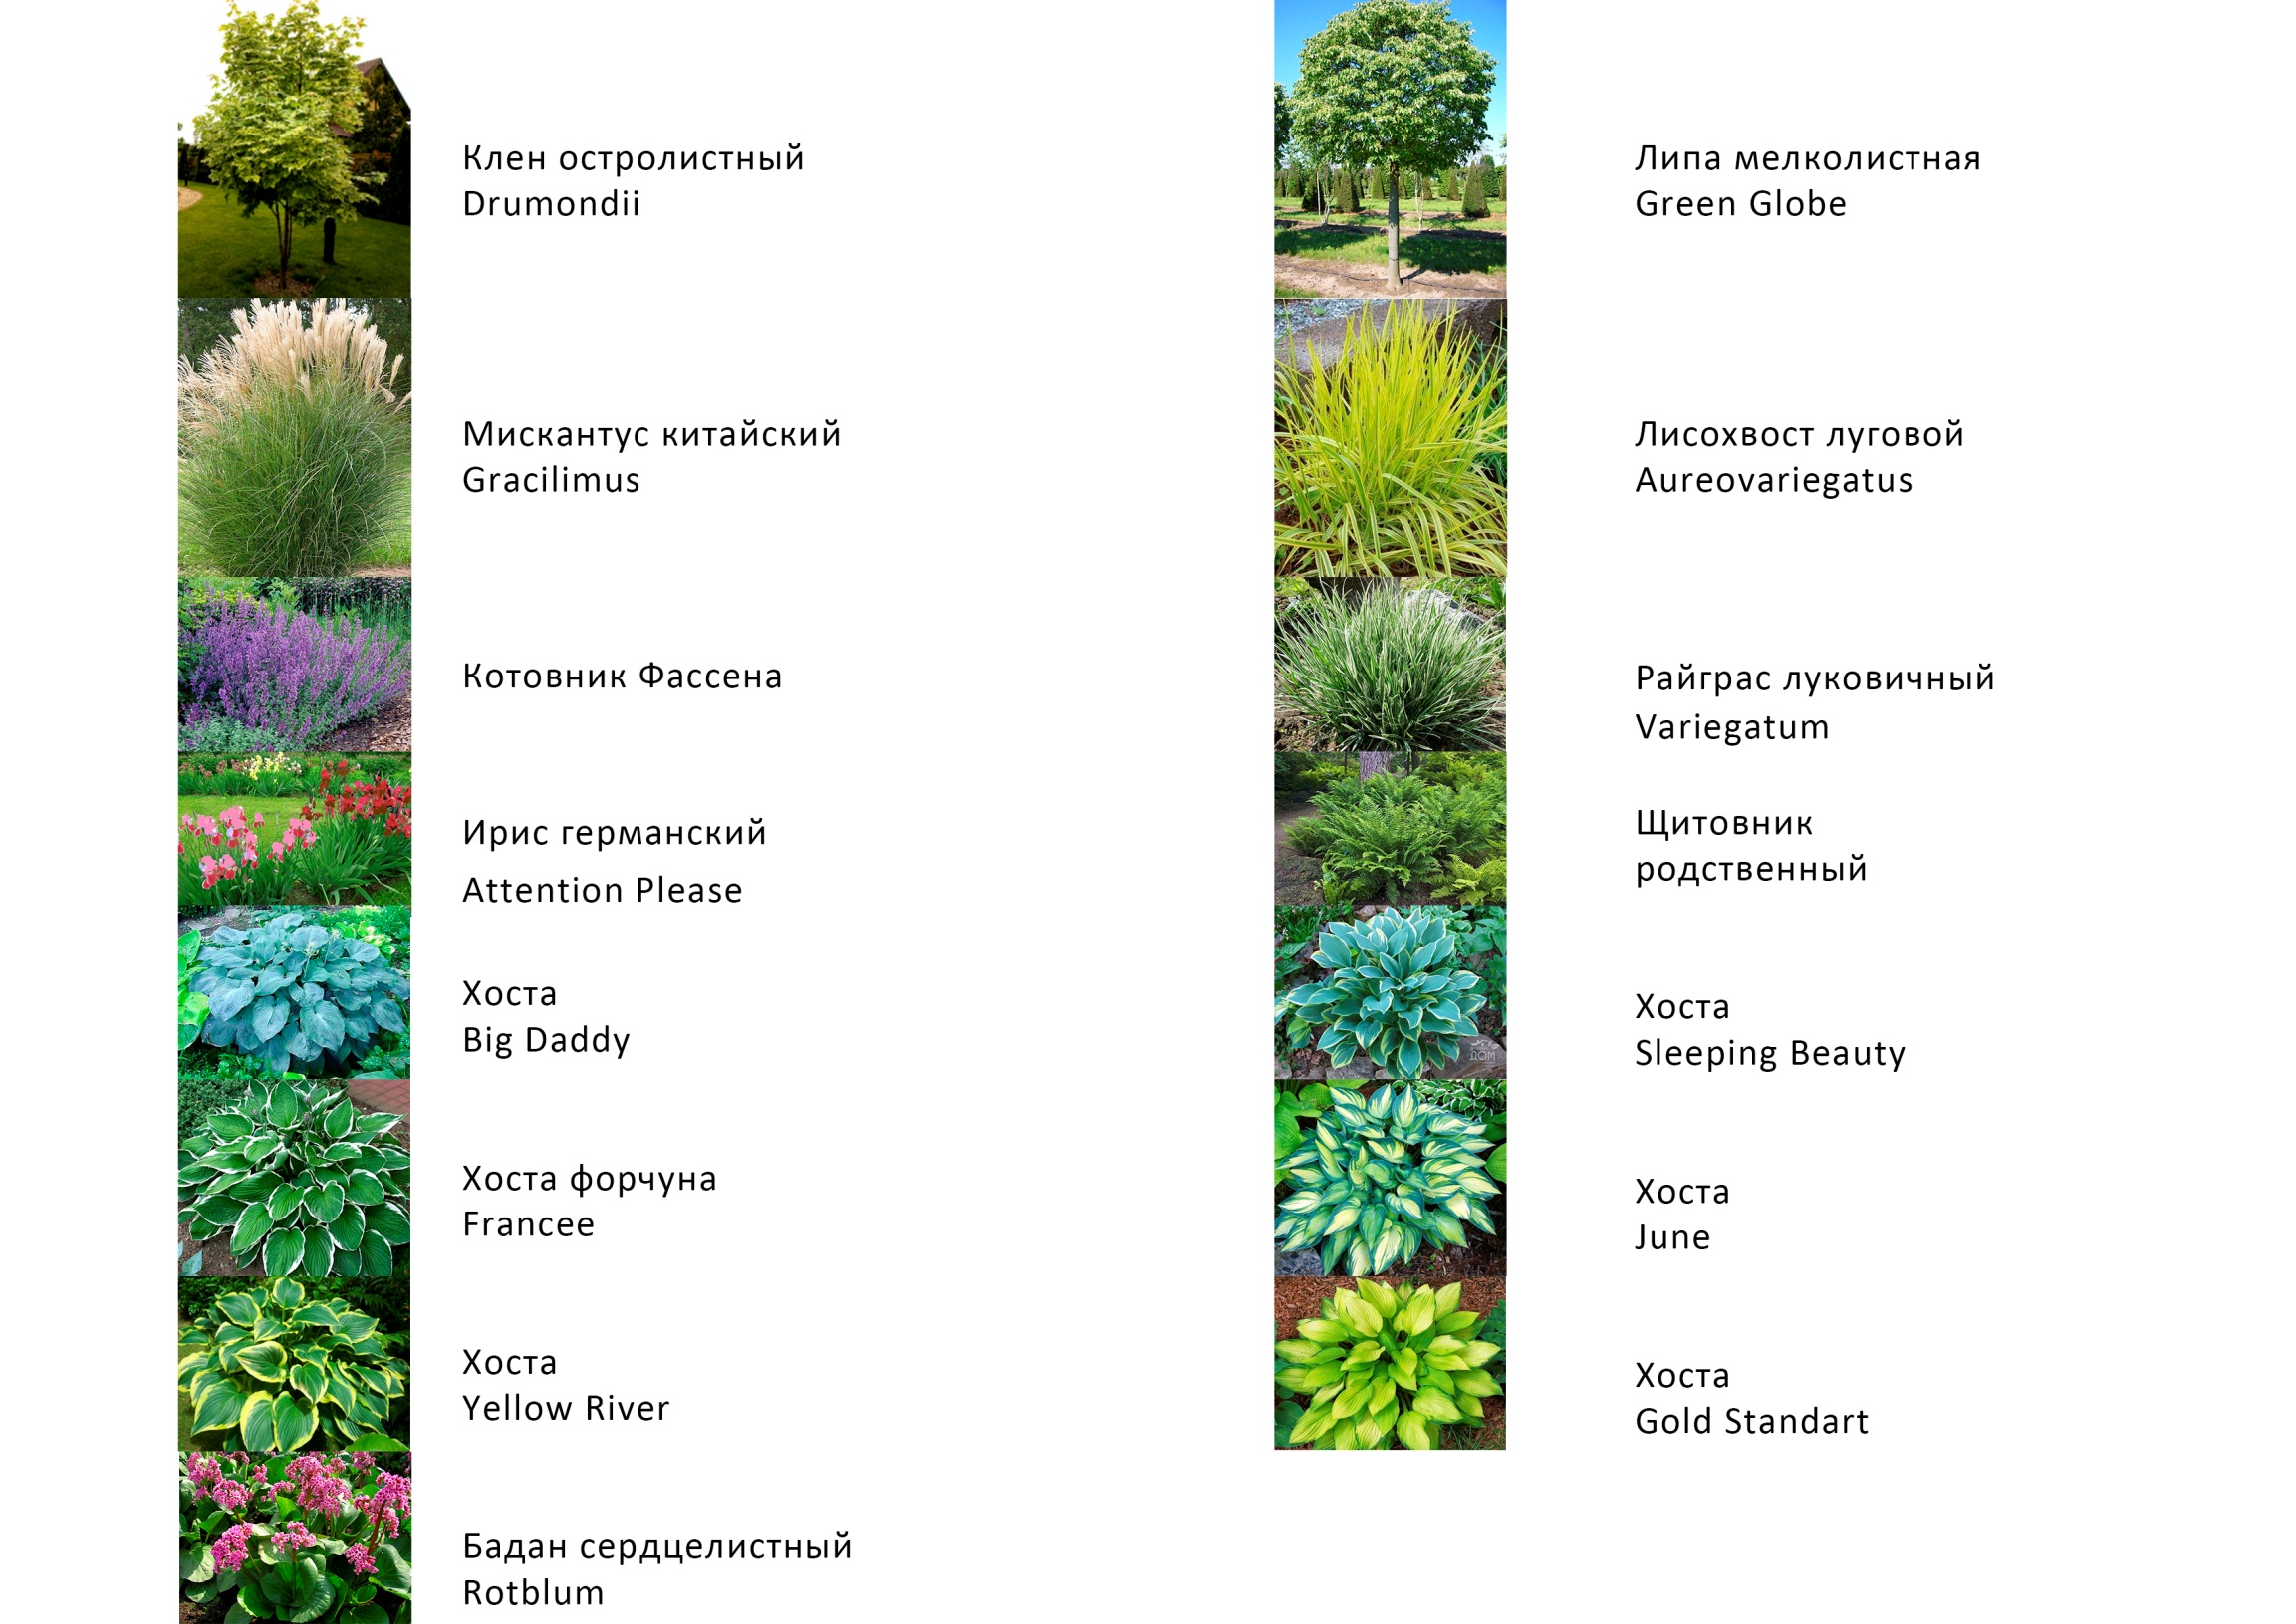 Клен остролистный
Drumondii
Мискантус китайский
Gracilimus
Котовник Фассена
Ирис германский
Attention Please
Хоста
Big Daddy
Хоста форчуна
Francee
Хоста
Yellow River
Бадан сердцелистный
Rotblum
Липа мелколистная
Green Globe
Лисохвост луговой
Aureovariegatus
Райграс луковичный
Variegatum
Щитовник
родственный
Хоста
Sleeping Beauty
ДОМ
Хоста
June
Хоста
Gold Standart